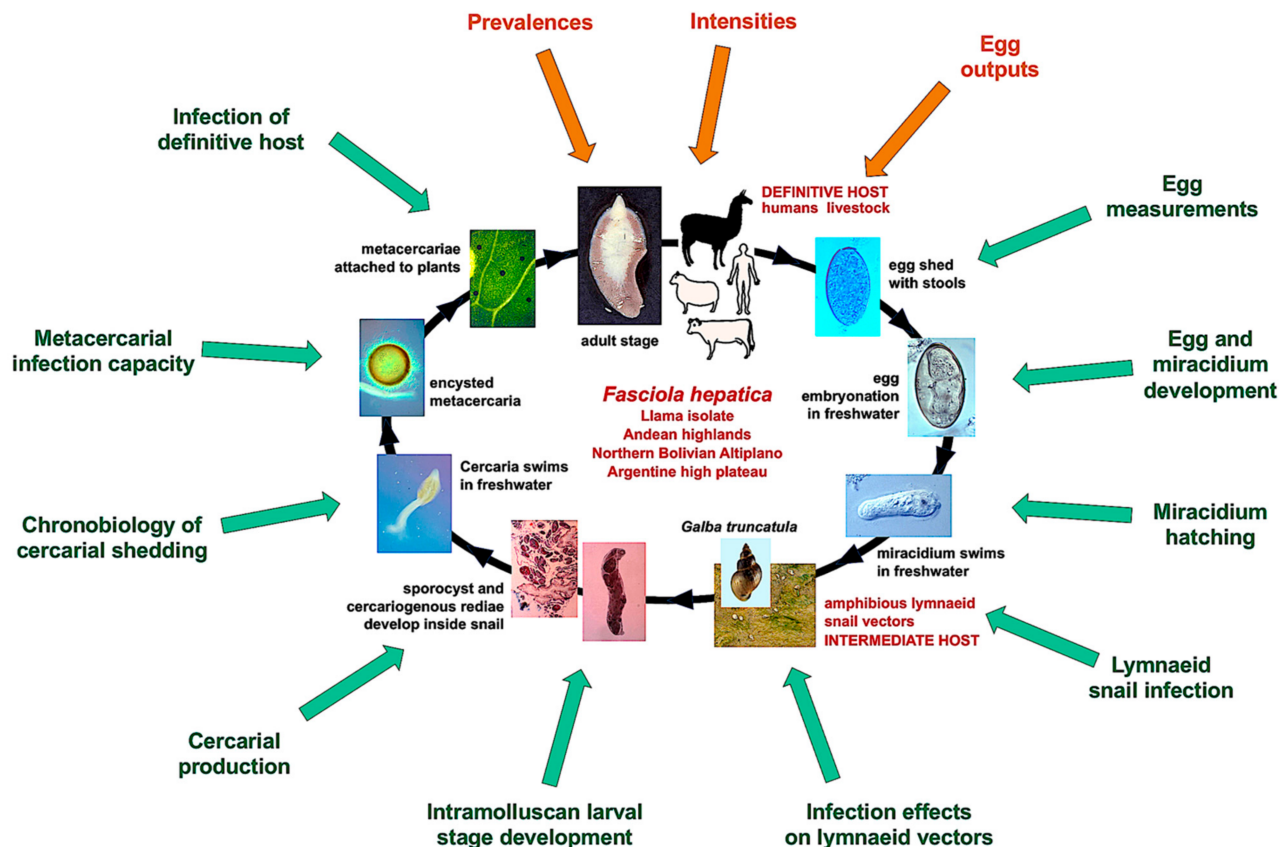 Prevalences
Intensities
Egg
outputs
Infection of
definitive host
DEFINITIVE HOST
humans livestock
Egg
measurements
metacercariae
attached to plants
egg shed
with stools
adult stage
Metacercarial
infection capacity
encysted
metacercaria
Fasciola hepatica
Llama isolate
Andean highlands
Northern Bolivian Altiplano
Argentine high plateau
egg
embryonation
in freshwater
Egg and
miracidium
development
Cercaria swims
in freshwater
Chronobiology of
cercarial shedding
Galba truncatula
miracidium swims
in freshwater
Miracidium
hatching
sporocyst and
cercariogenous rediae
develop inside snail
amphibious lymnaeid
snail vectors
INTERMEDIATE HOST
Lymnaeid
snail infection
Cercarial
production
Intramolluscan larval
stage development
Infection effects
on lymnaeid vectors